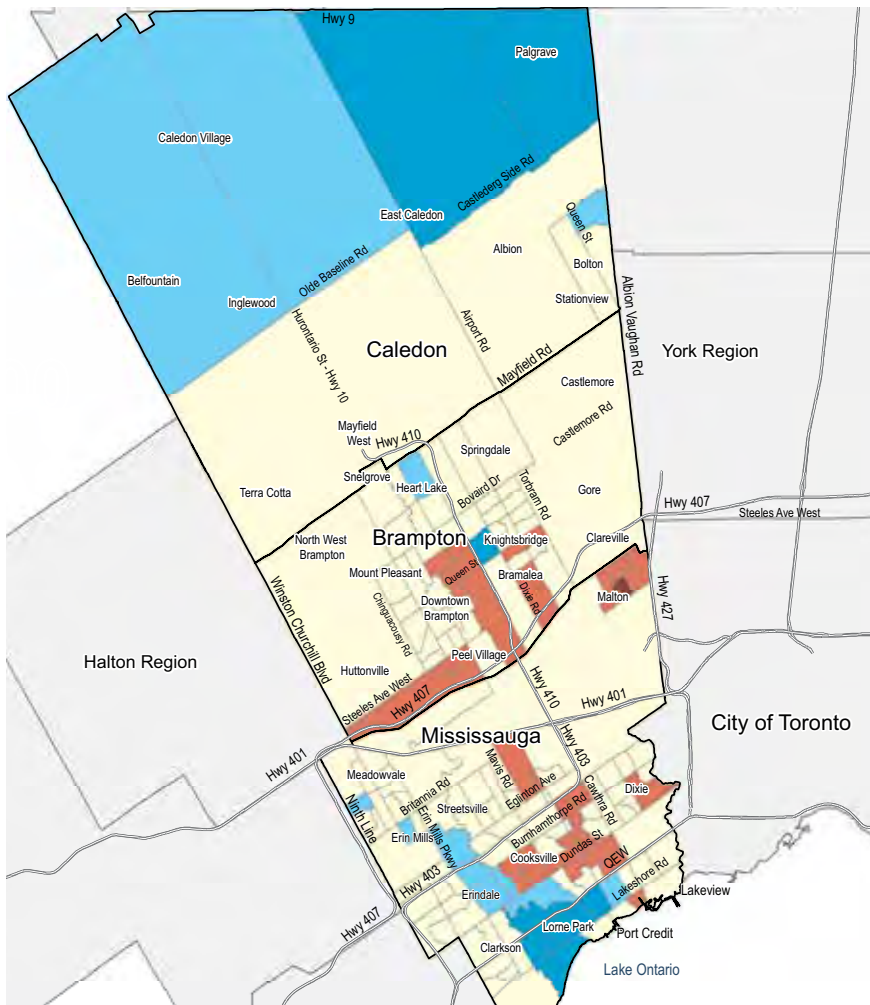 Hwy 9
Palgrave
Caledon Village
Castlederg Side Rd
East Caledon
Queen St
Albion
Olde Baseline Rd
Bolton
Belfountain
Inglewood
Stationview
Albion Vaughan Rd
Hurontario St - Hwy 10
Airport Rd
Caledon
York Region
Mayfield Rd
Castlemore
Mayfield
West
Hwy 410
Castlemore Rd
Springdale
Snelgrove
Heart Lake
Bovaird Dr
Torbram Rd
Terra Cotta
Gore
Hwy 407
Steeles Ave West
North West
Brampton
Brampton
Knightsbridge
Clareville
Mount Pleasant
Queen St
Bramalea
Winston Churchill Blvd
Chinguacousy Rd
Downtown
Brampton
Dixie Rd
Malton
Hwy 427
Halton Region
Huttonville
Peel Village
Steeles Ave West
Hwy 407
Hwy 410
Hwy 401
City of Toronto
Mississauga
Hwy 401
Hwy 403
Meadowvale
Mavis Rd
Britannia Rd
Eglinton Ave
Cawthra Rd
Dixie
Ninth Line
Streetsville
Erin Mills Pkwy
Burnhamthorpe Rd
Erin Mills
Dundas St
Cooksville
QEW
Hwy 403
Lakeshore Rd
Erindale
Lakeview
Hwy 407
Lorne Park
Port Credit
Clarkson
Lake Ontario